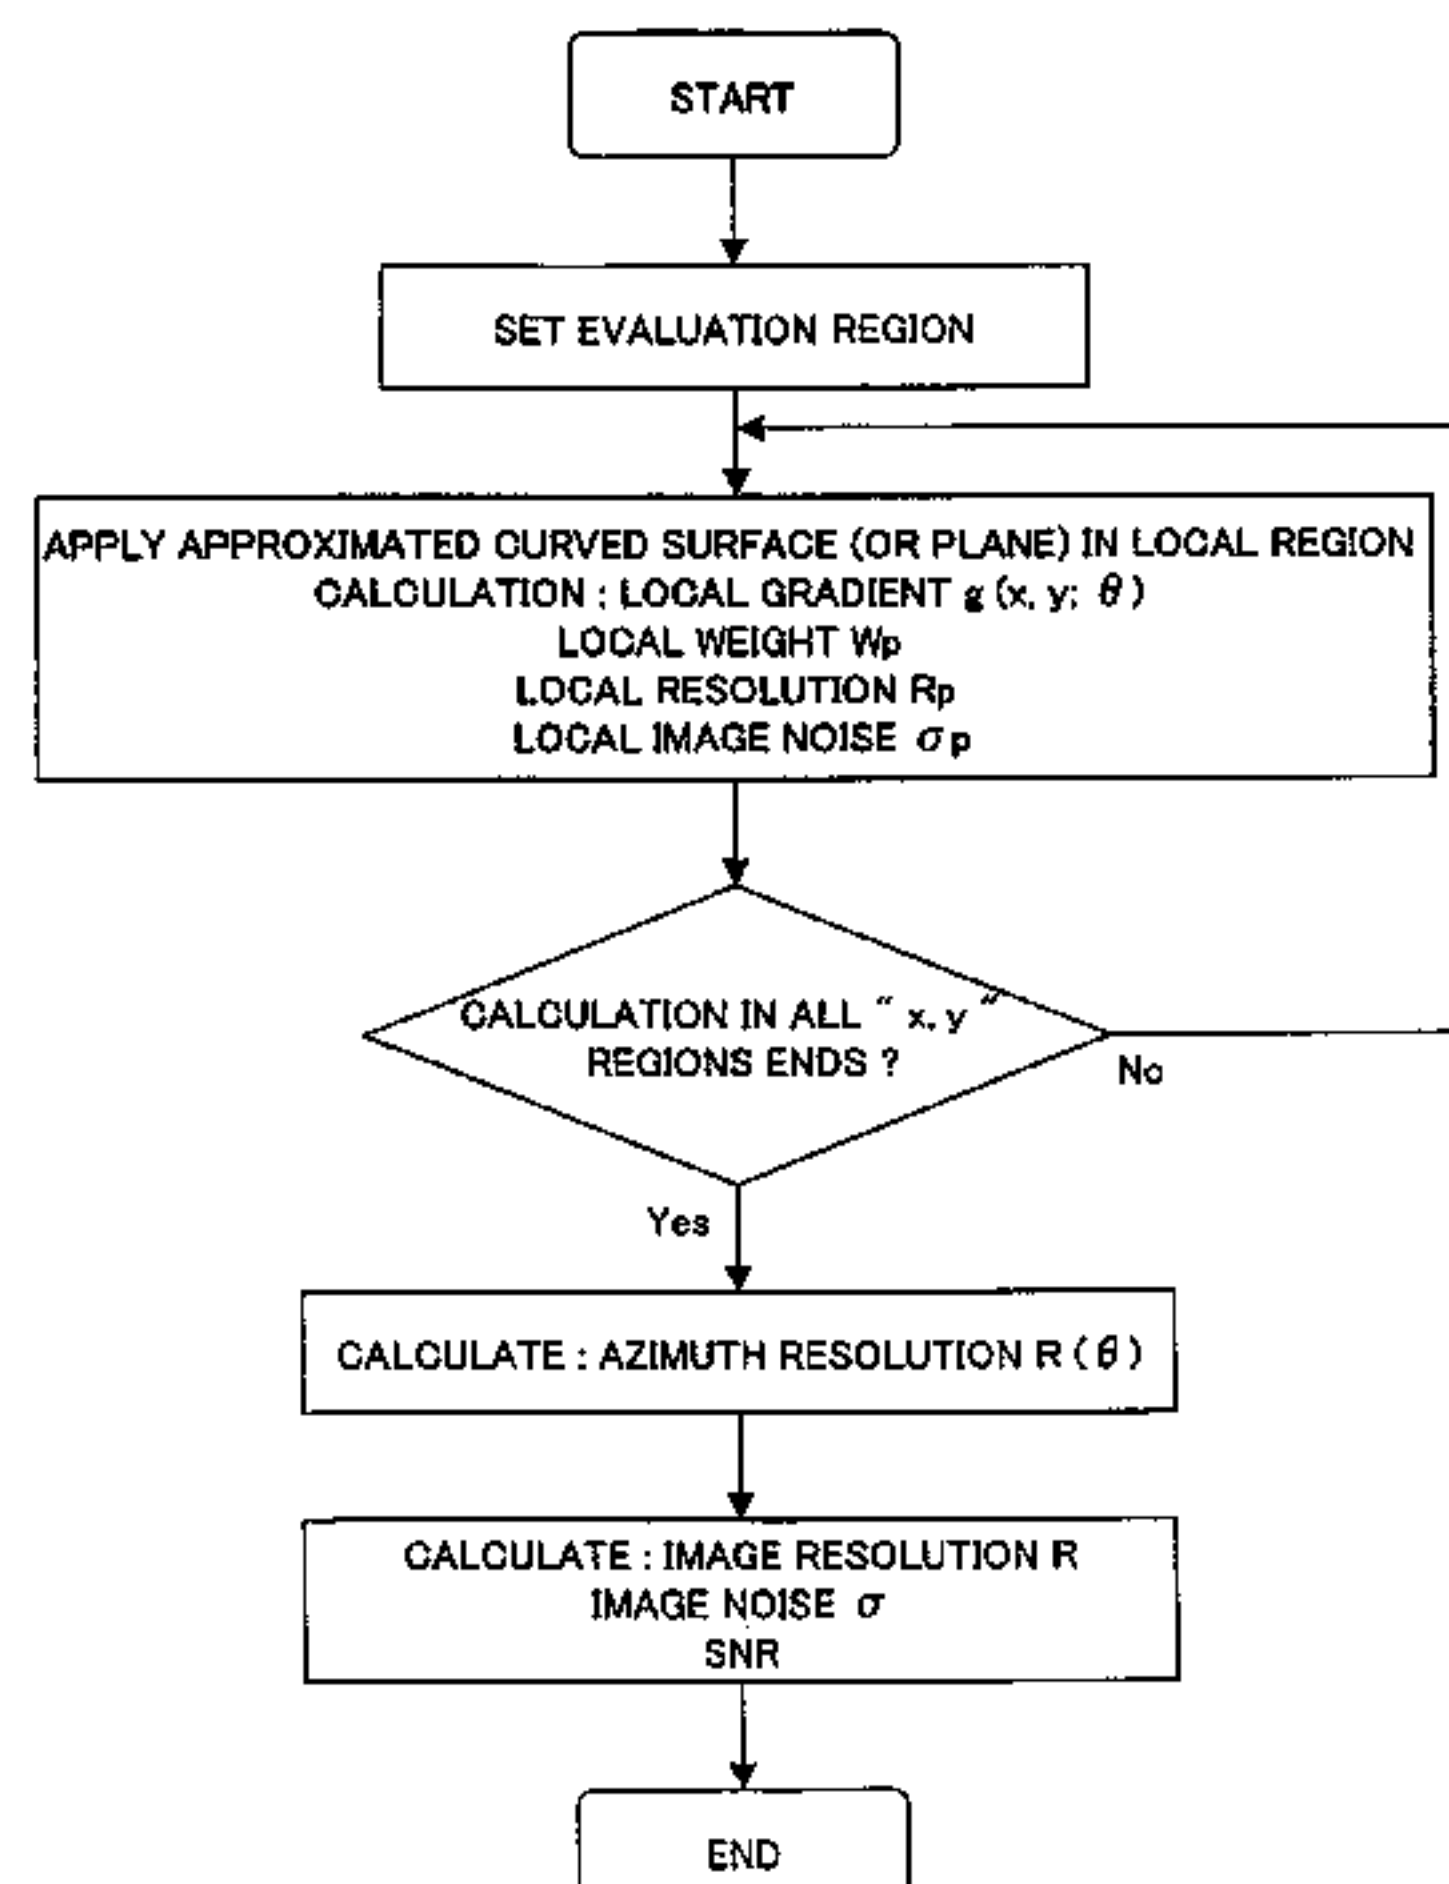 START
SET EVALUATION REGION
APPLY APPROXIMATED CURVED SURFACE (OR PLANE) IN LOCAL REGION
CALCULATION : LOCAL GRADIENT g (x, y; θ)
LOCAL WEIGHT Wp
LOCAL RESOLUTION Rp
LOCAL IMAGE NOISE σp
CALCULATION IN ALL “ x, y ”
REGIONS ENDS ?
No
Yes
CALCULATE : AZIMUTH RESOLUTION R (θ)
CALCULATE : IMAGE RESOLUTION R
IMAGE NOISE σ
SNR
END